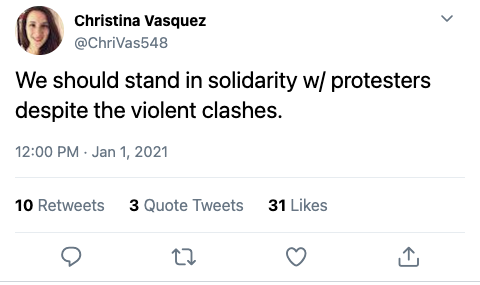 Christina Vasquez
@ChriVas548
We should stand in solidarity w/ protesters
despite the violent clashes.
12:00 PM · Jan 1, 2021
10 Retweets 3 Quote Tweets 31 Likes